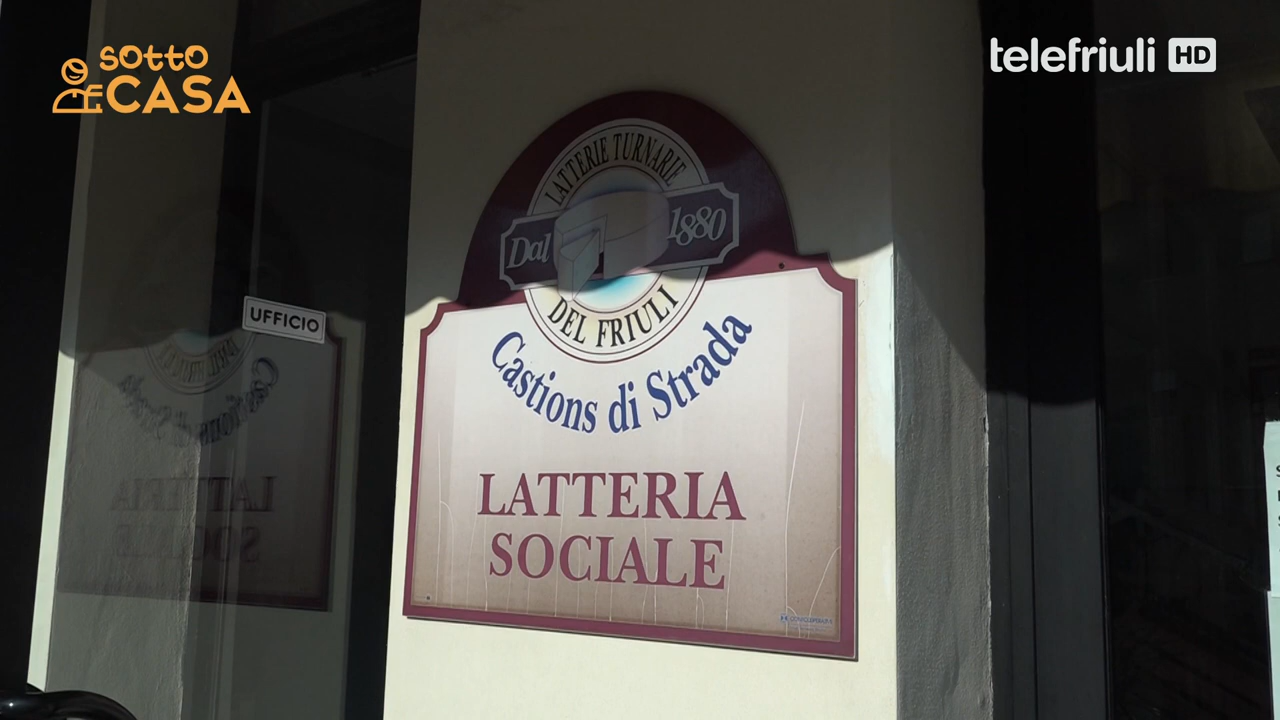 sotto
CASA
telefriuli HD
LATTERIE TURNARIE
Dal 1880
DEL FRIULI
Castions di Strada
LATTERIA
SOCIALE
UFFICIO